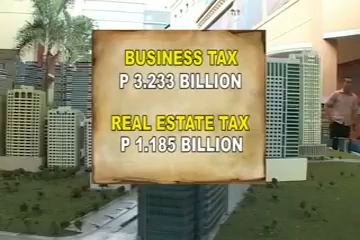 BUSINESS TAX
P 3.233 BILLION
REAL ESTATE TAX
P 1.185 BILLION